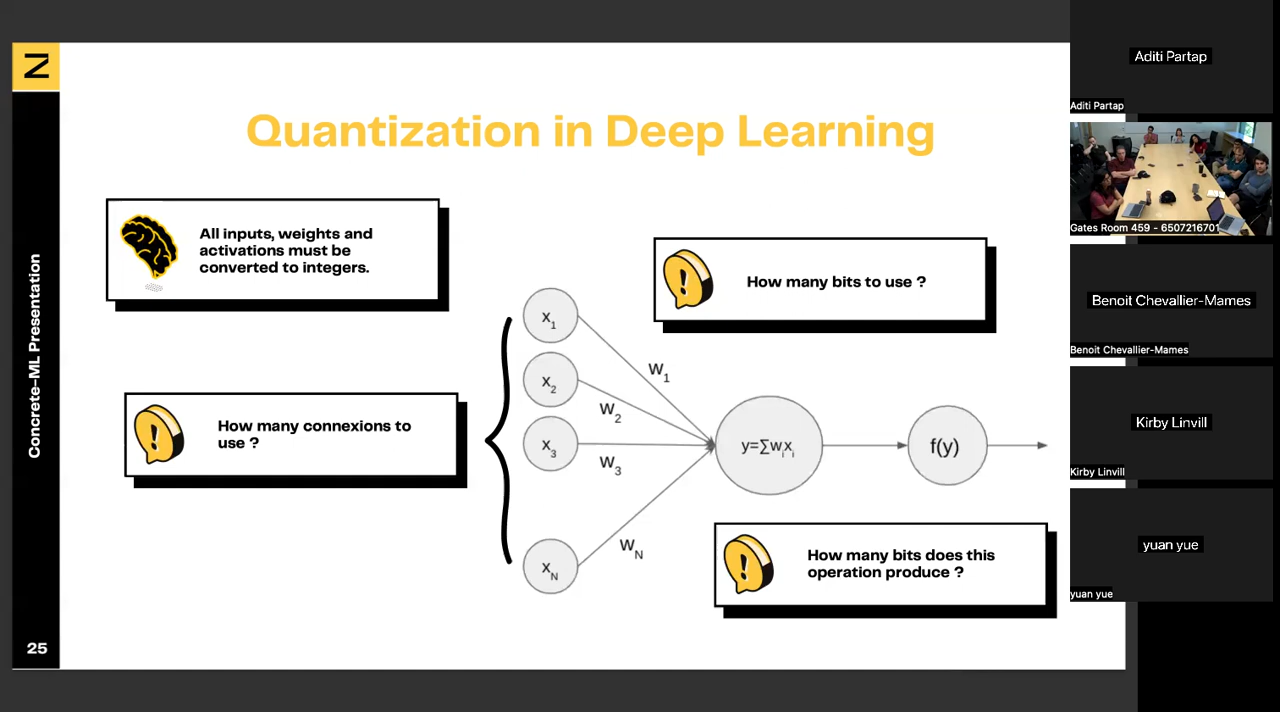 Quantization in Deep Learning
All inputs, weights and
activations must be
converted to integers.
How many bits to use ?
How many connexions to
use ?
x1
x2
x3
xN
W1
W2
W3
WN
y=∑wixi
f(y)
How many bits does this
operation produce ?
Concrete-ML Presentation
25
Aditi Partap
Aditi Partap
Gates Room 459 - 6507216701
Benoit Chevallier-Mames
Benoit Chevallier-Mames
Kirby Linvill
Kirby Linvill
yuan yue
yuan yue